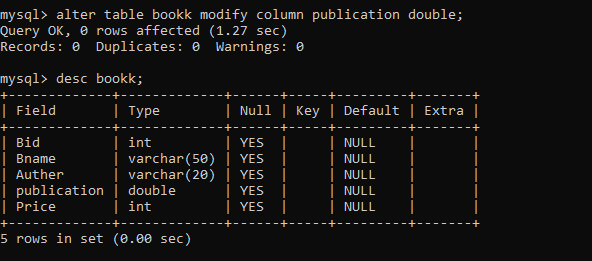 mysql> alter table bookk modify column publication double;
Query OK, 0 rows affected (1.27 sec)
Records: 0  Duplicates: 0  Warnings: 0

mysql> desc bookk;
+-------------+-------------+------+-----+---------+-------+
| Field       | Type        | Null | Key | Default | Extra |
+-------------+-------------+------+-----+---------+-------+
| Bid         | int         | YES  |     | NULL    |       |
| Bname       | varchar(50) | YES  |     | NULL    |       |
| Auther      | varchar(20) | YES  |     | NULL    |       |
| publication | double      | YES  |     | NULL    |       |
| Price       | int         | YES  |     | NULL    |       |
+-------------+-------------+------+-----+---------+-------+
5 rows in set (0.00 sec)